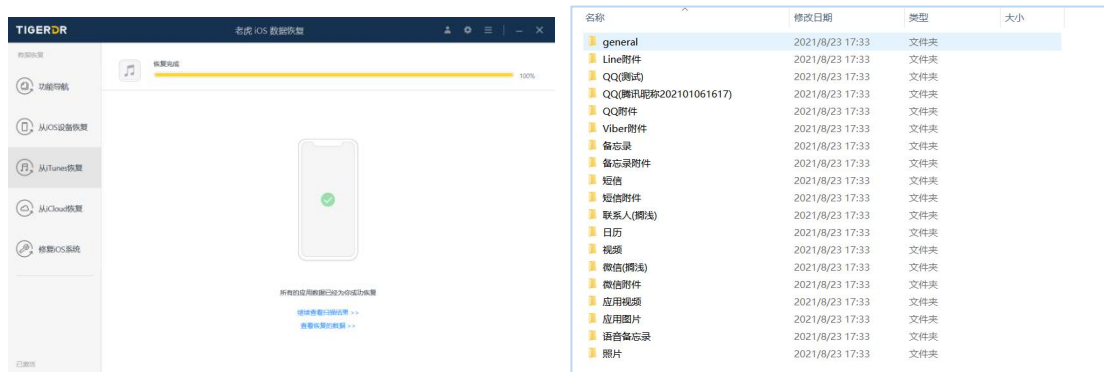 TIGERDR
老虎 iOS 数据恢复
数据恢复
功能导航
从iOS设备恢复
从iTunes恢复
从iCloud恢复
修复iOS系统
已激活
恢复完成
100%
所有的应用数据已经为你成功恢复
继续查看扫描结果 >>
查看恢复的数据 >>
名称 修改日期 类型 大小
general 2021/8/23 17:33 文件夹
Line附件 2021/8/23 17:33 文件夹
QQ(测试) 2021/8/23 17:33 文件夹
QQ(腾讯昵称202101061617) 2021/8/23 17:33 文件夹
QQ附件 2021/8/23 17:33 文件夹
Viber附件 2021/8/23 17:33 文件夹
备忘录 2021/8/23 17:33 文件夹
备忘录附件 2021/8/23 17:33 文件夹
短信 2021/8/23 17:33 文件夹
短信附件 2021/8/23 17:33 文件夹
联系人(搁浅) 2021/8/23 17:33 文件夹
日历 2021/8/23 17:33 文件夹
视频 2021/8/23 17:33 文件夹
微信(搁浅) 2021/8/23 17:33 文件夹
微信附件 2021/8/23 17:33 文件夹
应用视频 2021/8/23 17:33 文件夹
应用图片 2021/8/23 17:33 文件夹
语音备忘录 2021/8/23 17:33 文件夹
照片 2021/8/23 17:33 文件夹